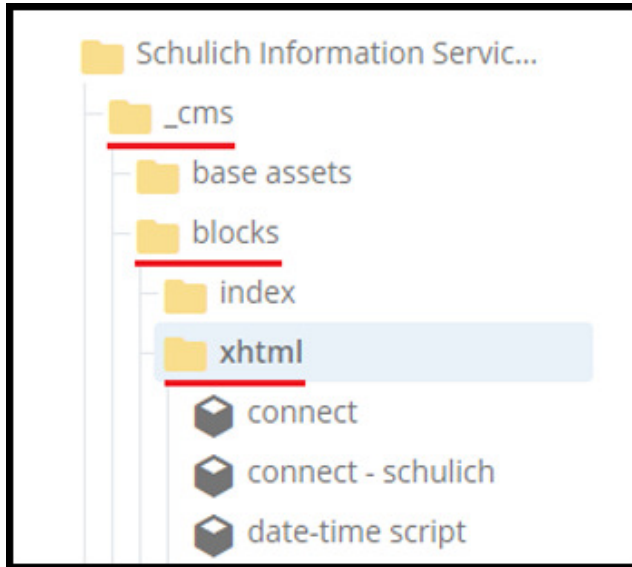 Schulich Information Servic...
_cms
base assets
blocks
index
xhtml
connect
connect - schulich
date-time script